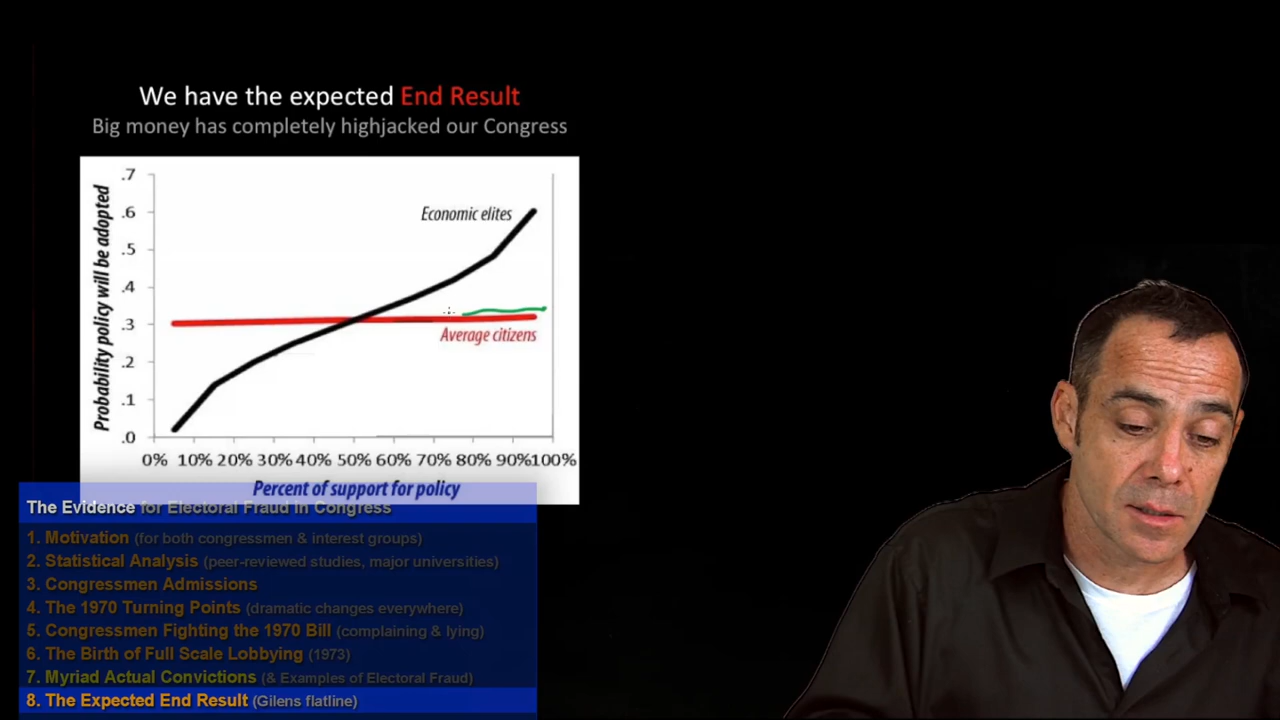 We have the expected End Result
Big money has completely highjacked our Congress
Probability policy will be adopted
.7
.6
.5
.4
.3
.2
.1
.0
Economic elites
Average citizens
0% 10% 20% 30% 40% 50% 60% 70% 80% 90% 100%
Percent of support for policy
The Evidence for Electoral Fraud in Congress
1. Motivation (for both congressmen & interest groups)
2. Statistical Analysis (peer-reviewed studies, major universities)
3. Congressmen Admissions
4. The 1970 Turning Points (dramatic changes everywhere)
5. Congressmen Fighting the 1970 Bill (complaining & lying)
6. The Birth of Full Scale Lobbying (1973)
7. Myriad Actual Convictions (& Examples of Electoral Fraud)
8. The Expected End Result (Gilens flatline)